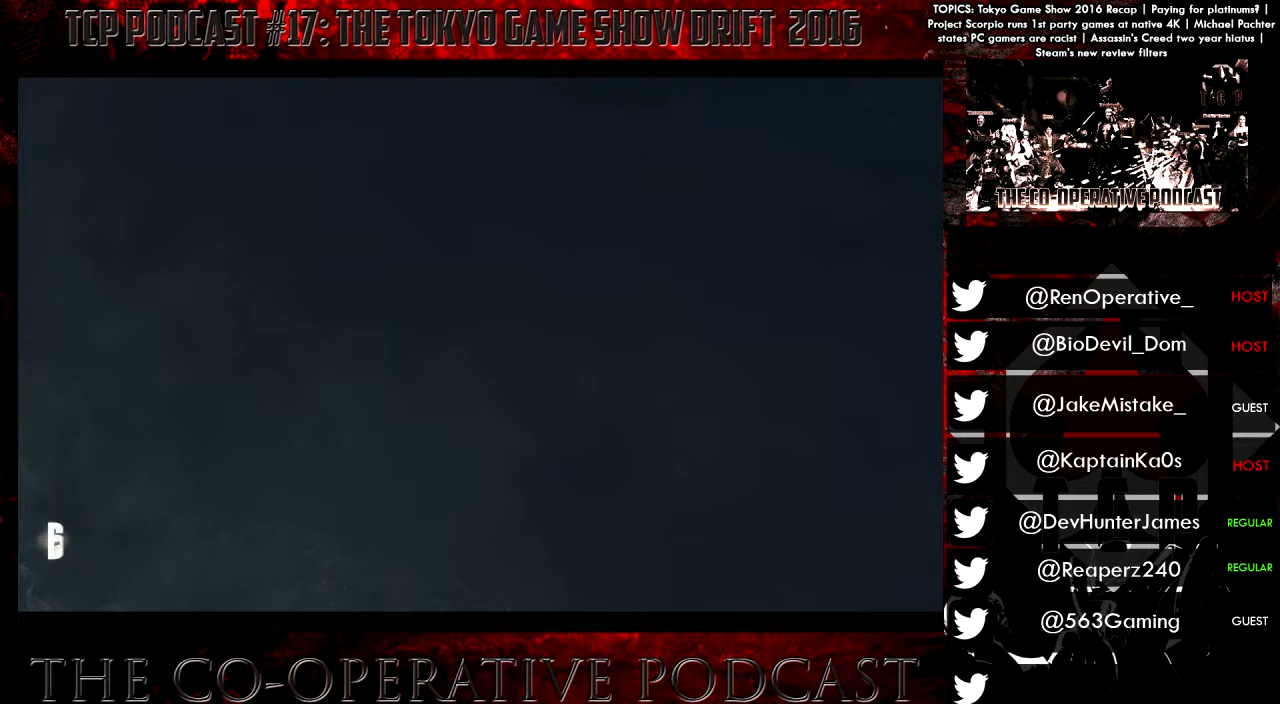 TCP PODCAST #17: THE TOKYO GAME SHOW DRIFT 2016
TOPICS: Tokyo Game Show 2016 Recap | Paying for platinums? |
Project Scorpio runs 1st party games at native 4K | Michael Pachter
states PC gamers are racist | Assassin's Creed two year hiatus |
Steam's new review filters
TCP
THE CO-OPERATIVE PODCAST
@RenOperative_ HOST
@BioDevil_Dom HOST
@JakeMistake_ GUEST
@KaptainKa0s HOST
@DevHunterJames REGULAR
@Reaperz240 REGULAR
@563Gaming GUEST
6
THE CO-OPERATIVE PODCAST